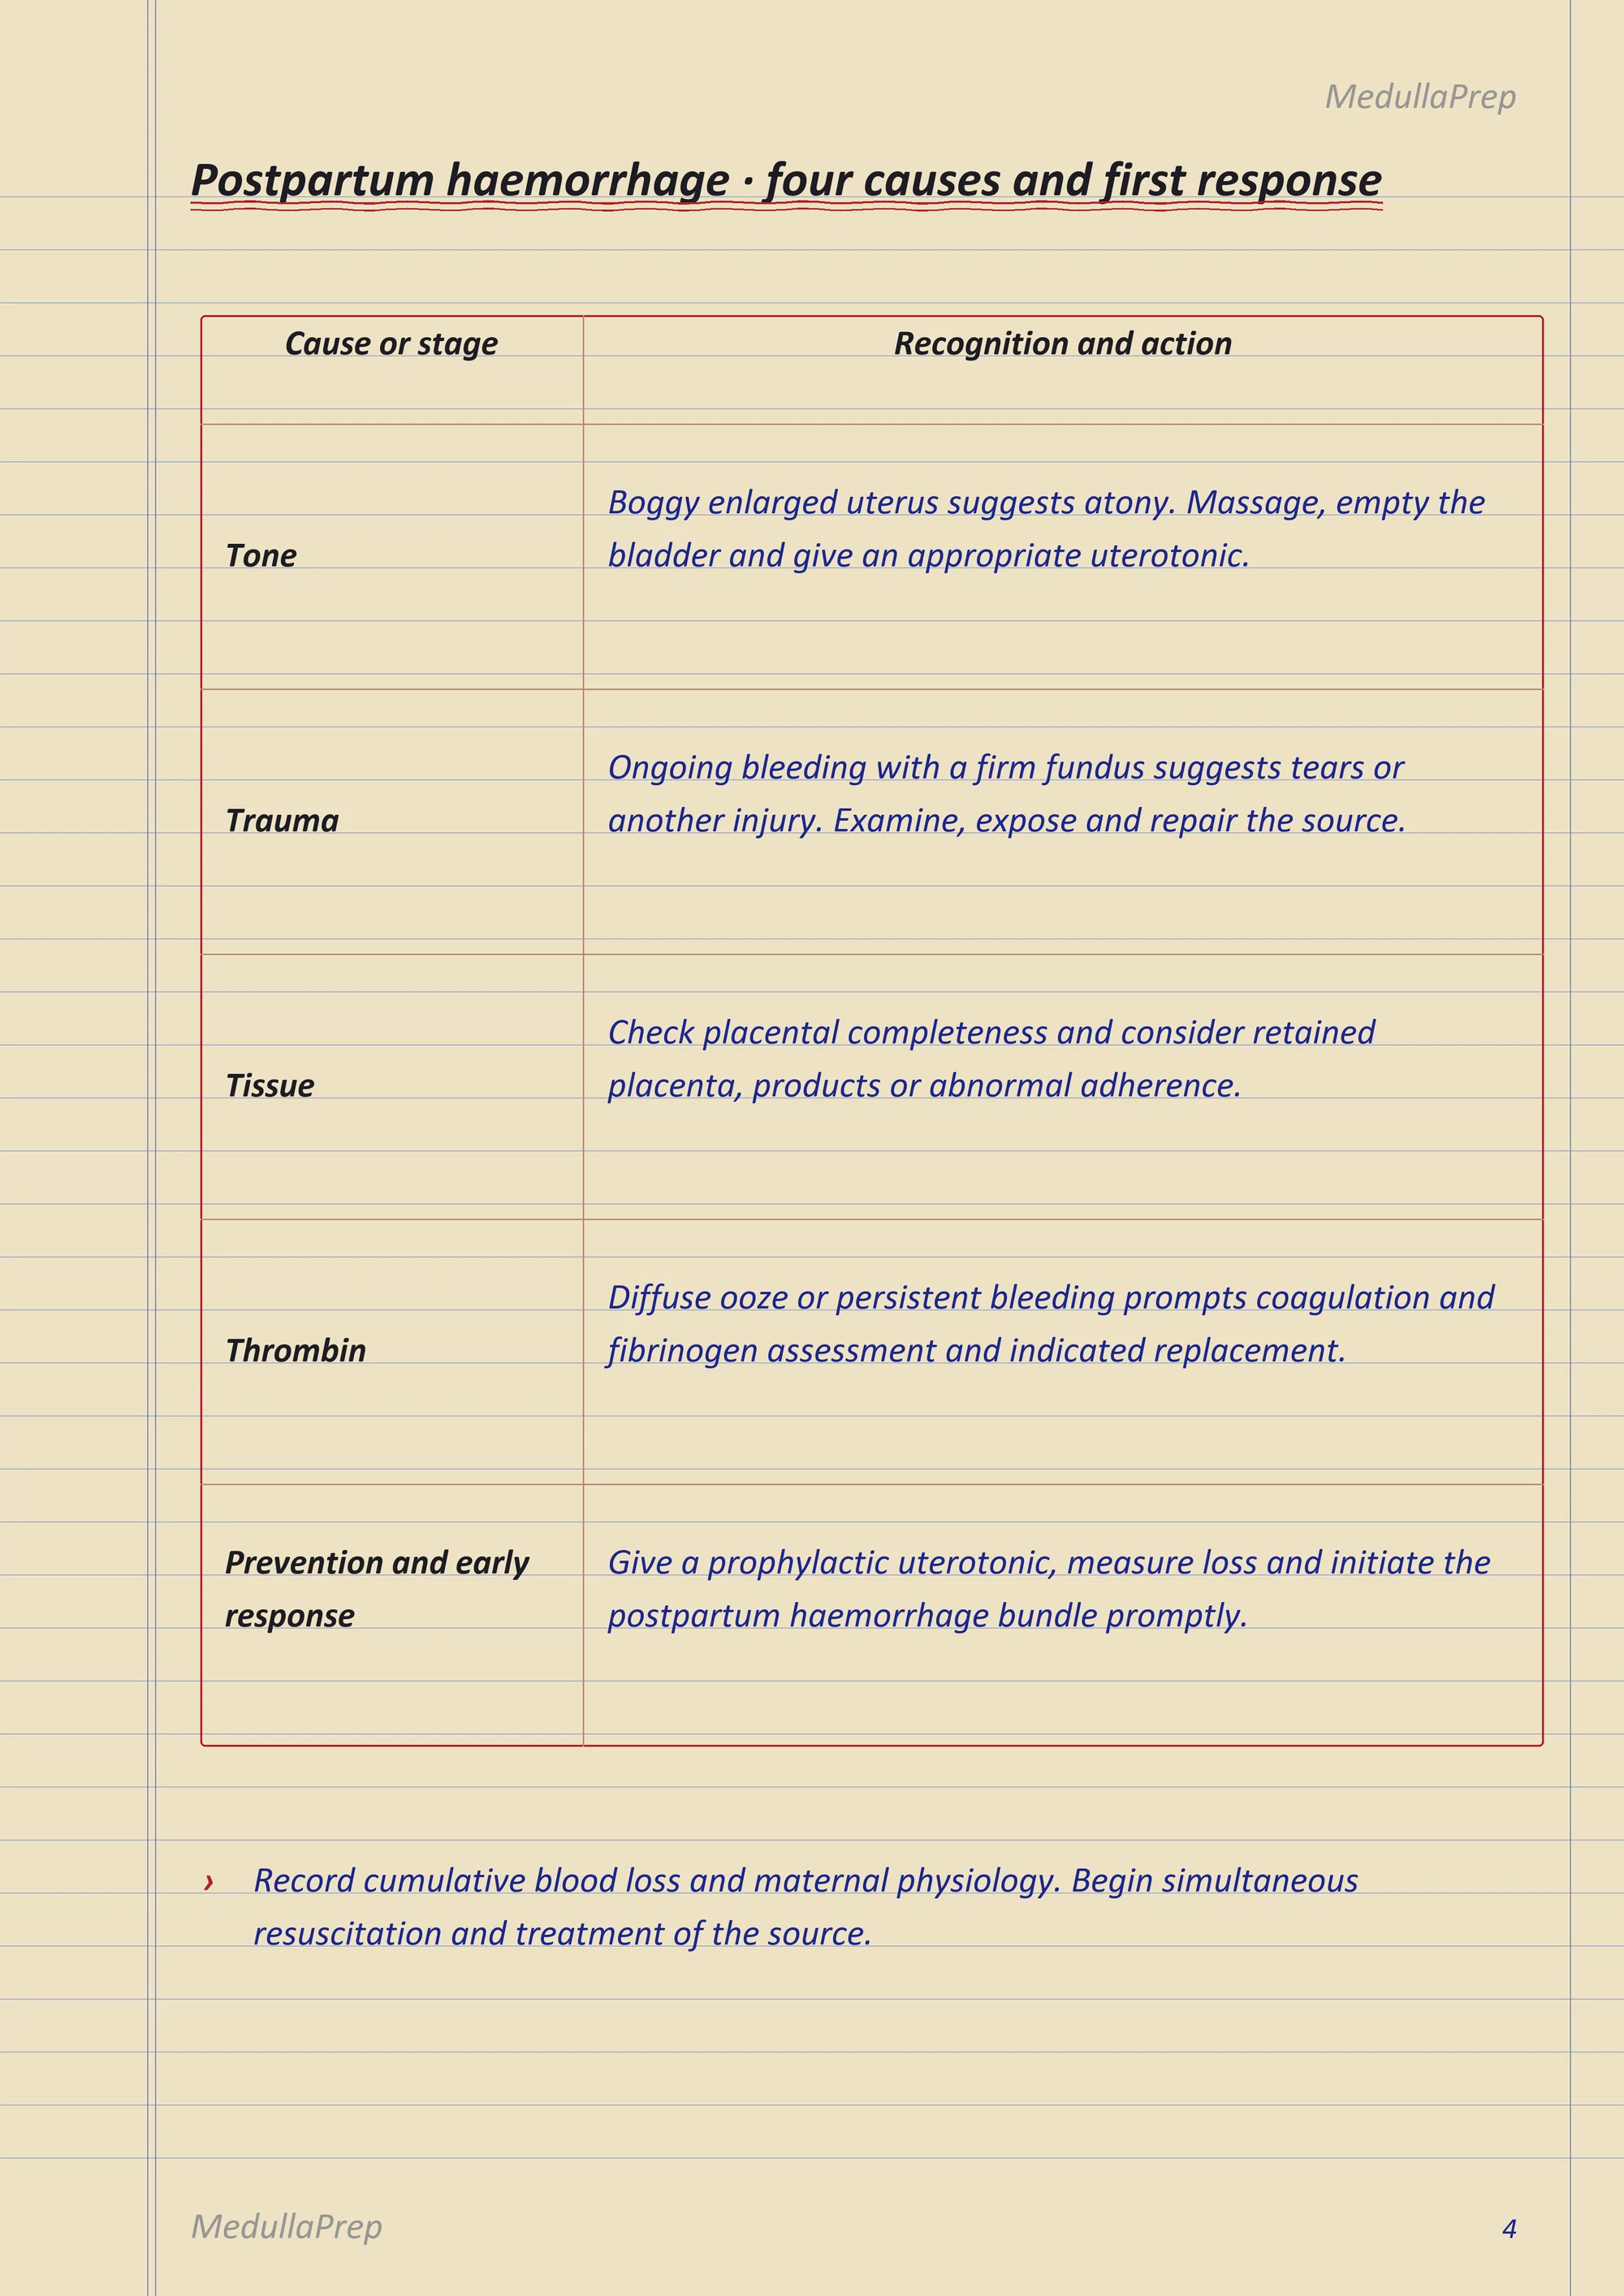 MedullaPrep
Postpartum haemorrhage · four causes and first response
Cause or stage
Recognition and action
Tone
Boggy enlarged uterus suggests atony. Massage, empty the
bladder and give an appropriate uterotonic.
Trauma
Ongoing bleeding with a firm fundus suggests tears or
another injury. Examine, expose and repair the source.
Tissue
Check placental completeness and consider retained
placenta, products or abnormal adherence.
Thrombin
Diffuse ooze or persistent bleeding prompts coagulation and
fibrinogen assessment and indicated replacement.
Prevention and early
response
Give a prophylactic uterotonic, measure loss and initiate the
postpartum haemorrhage bundle promptly.
› Record cumulative blood loss and maternal physiology. Begin simultaneous
resuscitation and treatment of the source.
MedullaPrep
4